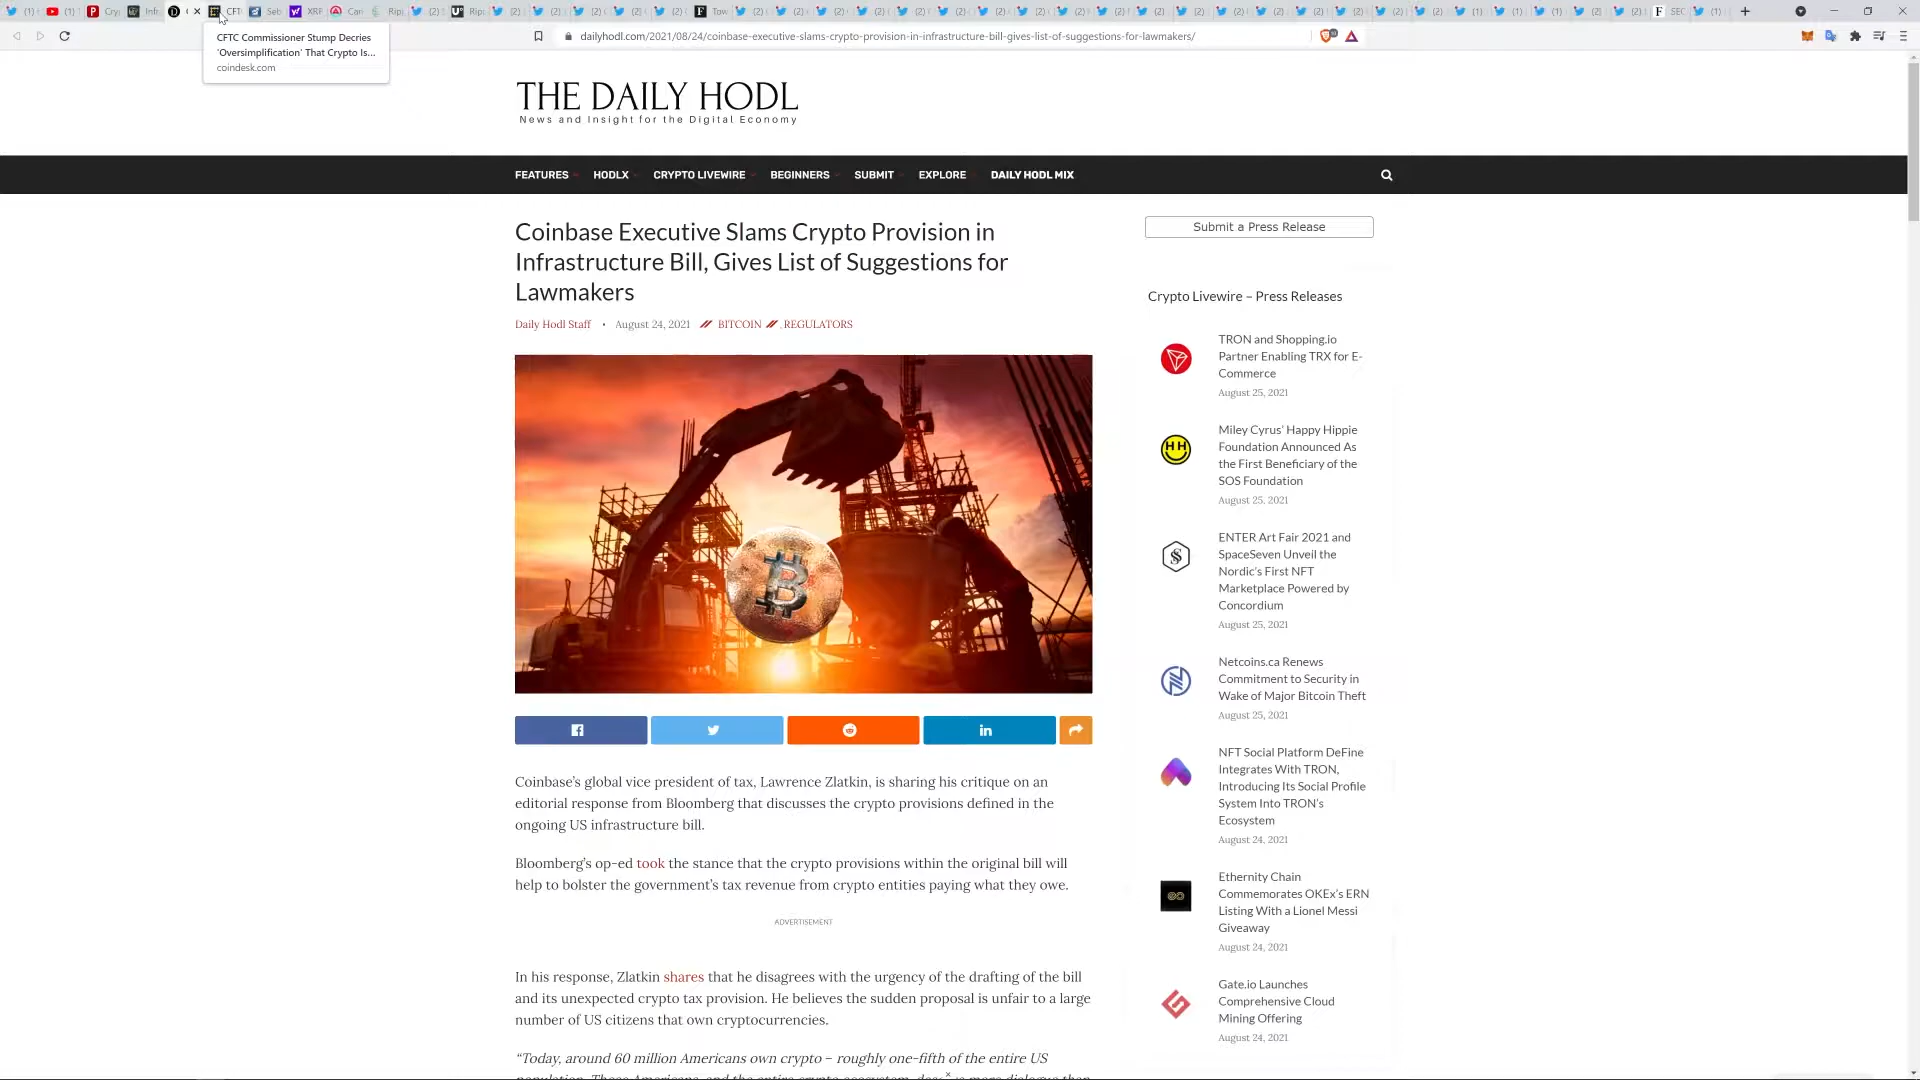 CFTC Commissioner Stump Decries
'Oversimplification' That Crypto Is...
coindesk.com
dailyhodl.com/2021/08/24/coinbase-executive-slams-crypto-provision-in-infrastructure-bill-gives-list-of-suggestions-for-lawmakers/
THE DAILY HODL
News and Insight for the Digital Economy
FEATURES HODLX CRYPTO LIVEWIRE BEGINNERS SUBMIT EXPLORE DAILY HODL MIX
Coinbase Executive Slams Crypto Provision in
Infrastructure Bill, Gives List of Suggestions for
Lawmakers
Daily Hodl Staff • August 24, 2021 BITCOIN , REGULATORS
Coinbase's global vice president of tax, Lawrence Zlatkin, is sharing his critique on an
editorial response from Bloomberg that discusses the crypto provisions defined in the
ongoing US infrastructure bill.
Bloomberg's op-ed took the stance that the crypto provisions within the original bill will
help to bolster the government's tax revenue from crypto entities paying what they owe.
ADVERTISEMENT
In his response, Zlatkin shares that he disagrees with the urgency of the drafting of the bill
and its unexpected crypto tax provision. He believes the sudden proposal is unfair to a large
number of US citizens that own cryptocurrencies.
"Today, around 60 million Americans own crypto – roughly one-fifth of the entire US
Submit a Press Release
Crypto Livewire – Press Releases
TRON and Shopping.io
Partner Enabling TRX for E-
Commerce
August 25, 2021
Miley Cyrus' Happy Hippie
Foundation Announced As
the First Beneficiary of the
SOS Foundation
August 25, 2021
ENTER Art Fair 2021 and
SpaceSeven Unveil the
Nordic's First NFT
Marketplace Powered by
Concordium
August 25, 2021
Netcoins.ca Renews
Commitment to Security in
Wake of Major Bitcoin Theft
August 25, 2021
NFT Social Platform DeFine
Integrates With TRON,
Introducing Its Social Profile
System Into TRON's
Ecosystem
August 24, 2021
Ethernity Chain
Commemorates OKEx's ERN
Listing With a Lionel Messi
Giveaway
August 24, 2021
Gate.io Launches
Comprehensive Cloud
Mining Offering
August 24, 2021